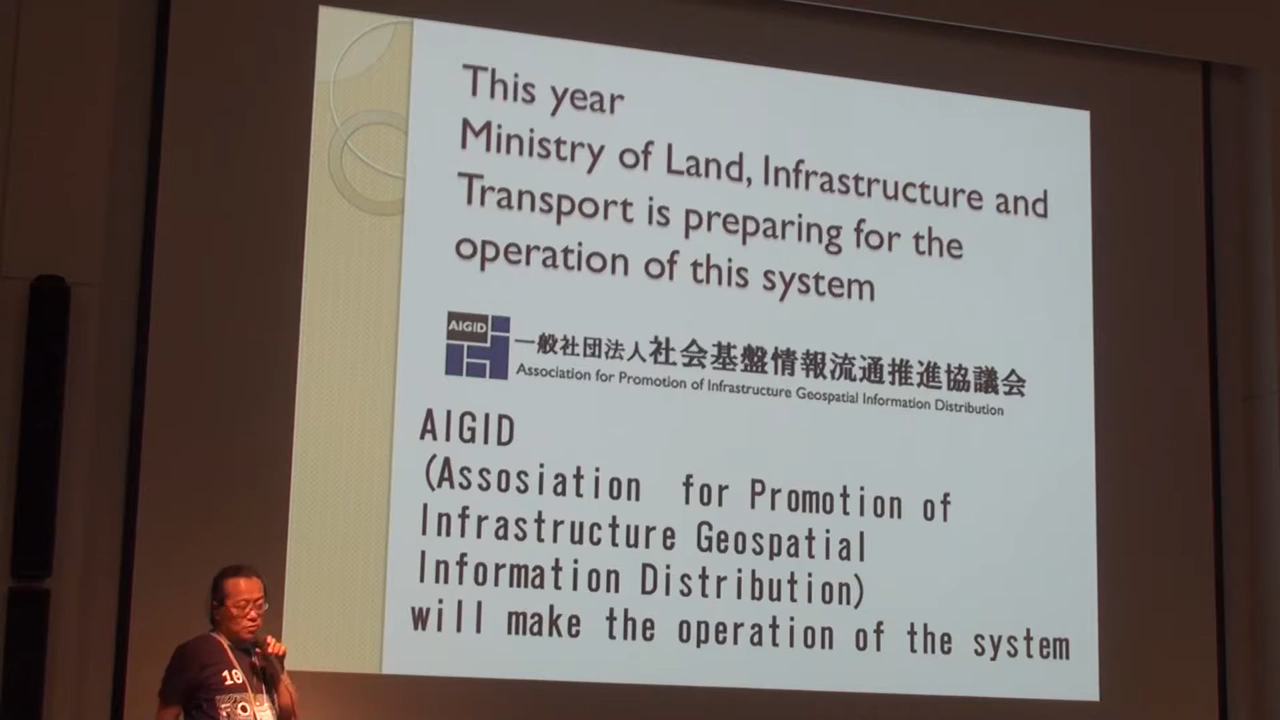 This year
Ministry of Land, Infrastructure and
Transport is preparing for the
operation of this system
AIGID
一般社団法人社会基盤情報流通推進協議会
Association for Promotion of Infrastructure Geospatial Information Distribution
AIGID
(Assosiation for Promotion of
Infrastructure Geospatial
Information Distribution)
will make the operation of the system
10